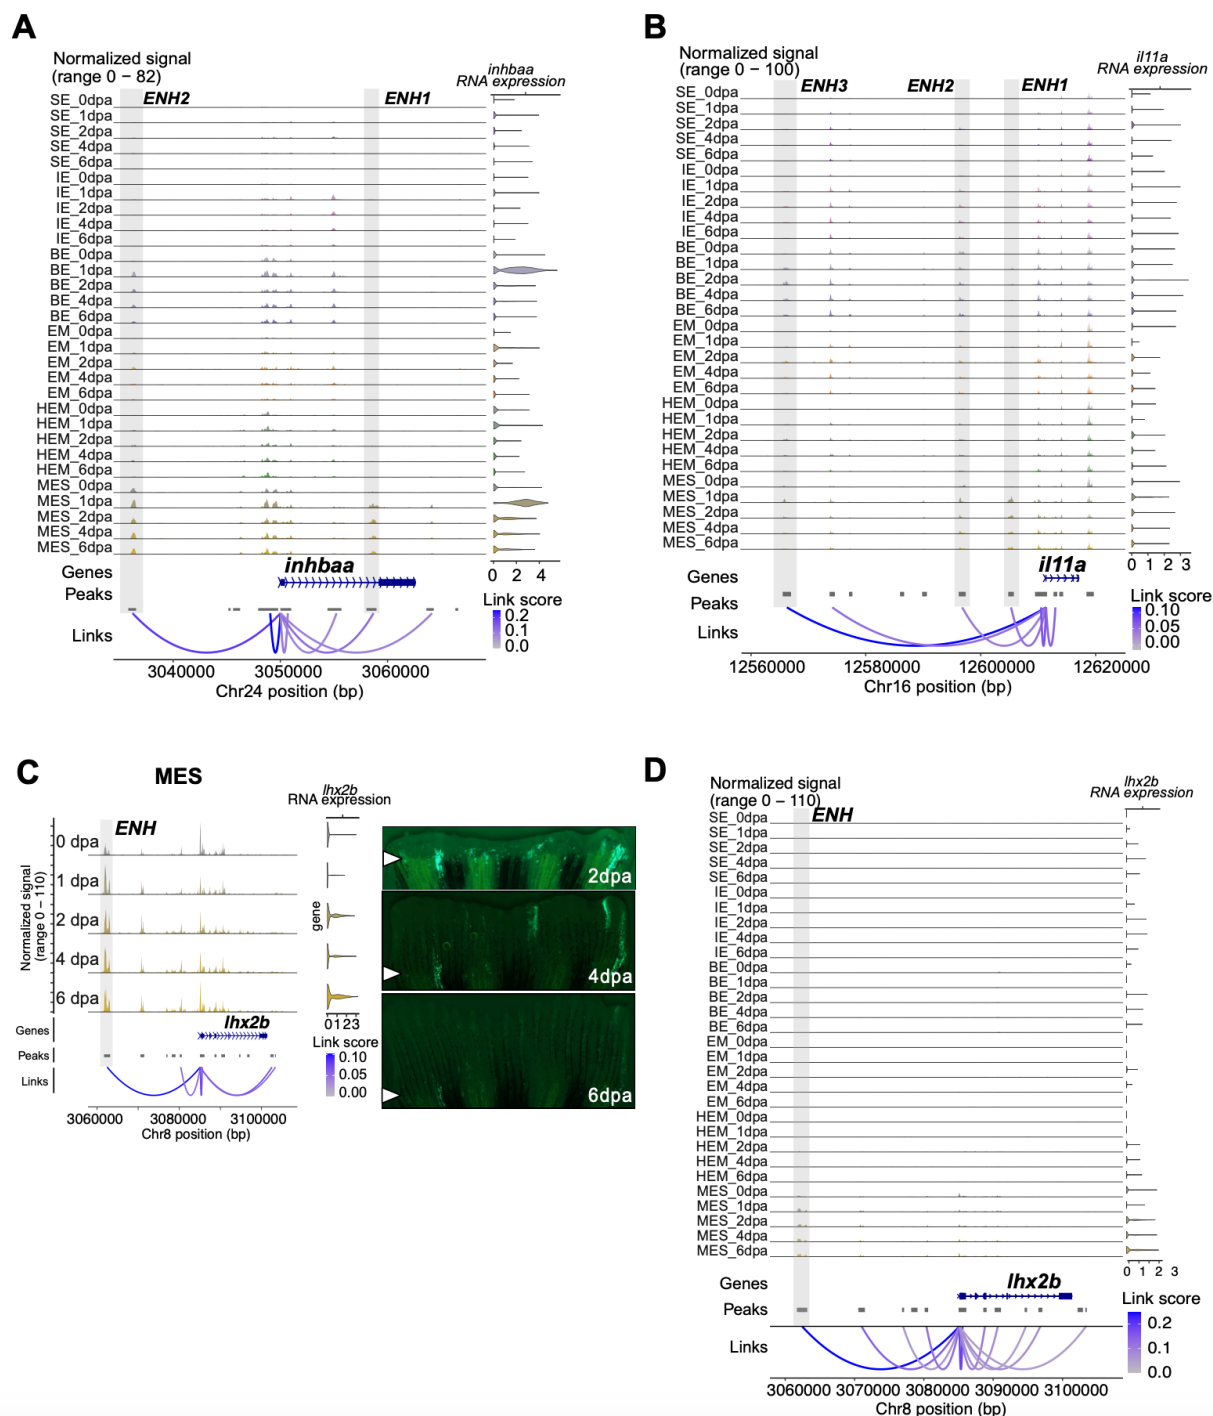 A
Normalized signal
(range 0 – 82)
inhbaa
RNA expression
ENH2
ENH1
SE_0dpa
SE_1dpa
SE_2dpa
SE_4dpa
SE_6dpa
IE_0dpa
IE_1dpa
IE_2dpa
IE_4dpa
IE_6dpa
BE_0dpa
BE_1dpa
BE_2dpa
BE_4dpa
BE_6dpa
EM_0dpa
EM_1dpa
EM_2dpa
EM_4dpa
EM_6dpa
HEM_0dpa
HEM_1dpa
HEM_2dpa
HEM_4dpa
HEM_6dpa
MES_0dpa
MES_1dpa
MES_2dpa
MES_4dpa
MES_6dpa
inhbaa
Genes
Peaks
Links
0 2 4
Link score
0.2
0.1
0.0
3040000 3050000 3060000
Chr24 position (bp)
B
Normalized signal
(range 0 – 100)
il11a
RNA expression
ENH3
ENH2
ENH1
SE_0dpa
SE_1dpa
SE_2dpa
SE_4dpa
SE_6dpa
IE_0dpa
IE_1dpa
IE_2dpa
IE_4dpa
IE_6dpa
BE_0dpa
BE_1dpa
BE_2dpa
BE_4dpa
BE_6dpa
EM_0dpa
EM_1dpa
EM_2dpa
EM_4dpa
EM_6dpa
HEM_0dpa
HEM_1dpa
HEM_2dpa
HEM_4dpa
HEM_6dpa
MES_0dpa
MES_1dpa
MES_2dpa
MES_4dpa
MES_6dpa
il11a
Genes
Peaks
Links
0 1 2 3
Link score
0.10
0.05
0.00
12560000 12580000 12600000 12620000
Chr16 position (bp)
C
MES
lhx2b
RNA expression
ENH
Normalized signal
(range 0 – 110)
0 dpa
1 dpa
2 dpa
4 dpa
6 dpa
gene
lhx2b
Genes
Peaks
Links
0123
Link score
0.10
0.05
0.00
3060000 3080000 3100000
Chr8 position (bp)
2dpa
4dpa
6dpa
D
Normalized signal
(range 0 – 110)
lhx2b
RNA expression
ENH
SE_0dpa
SE_1dpa
SE_2dpa
SE_4dpa
SE_6dpa
IE_0dpa
IE_1dpa
IE_2dpa
IE_4dpa
IE_6dpa
BE_0dpa
BE_1dpa
BE_2dpa
BE_4dpa
BE_6dpa
EM_0dpa
EM_1dpa
EM_2dpa
EM_4dpa
EM_6dpa
HEM_0dpa
HEM_1dpa
HEM_2dpa
HEM_4dpa
HEM_6dpa
MES_0dpa
MES_1dpa
MES_2dpa
MES_4dpa
MES_6dpa
lhx2b
Genes
Peaks
Links
0 1 2 3
Link score
0.2
0.1
0.0
3060000 3070000 3080000 3090000 3100000
Chr8 position (bp)